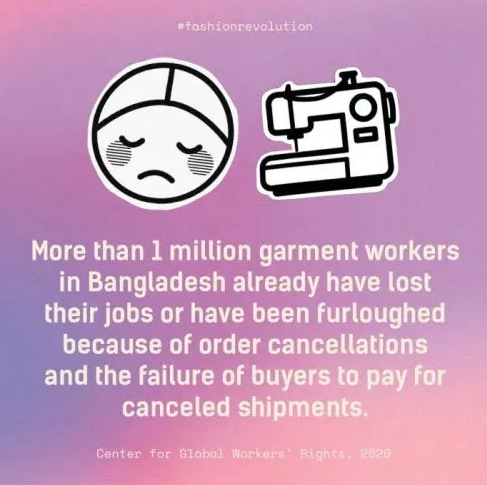 #fashionrevolution
More than 1 million garment workers
in Bangladesh already have lost
their jobs or have been furloughed
because of order cancellations
and the failure of buyers to pay for
canceled shipments.
Center for Global Workers' Rights, 2020